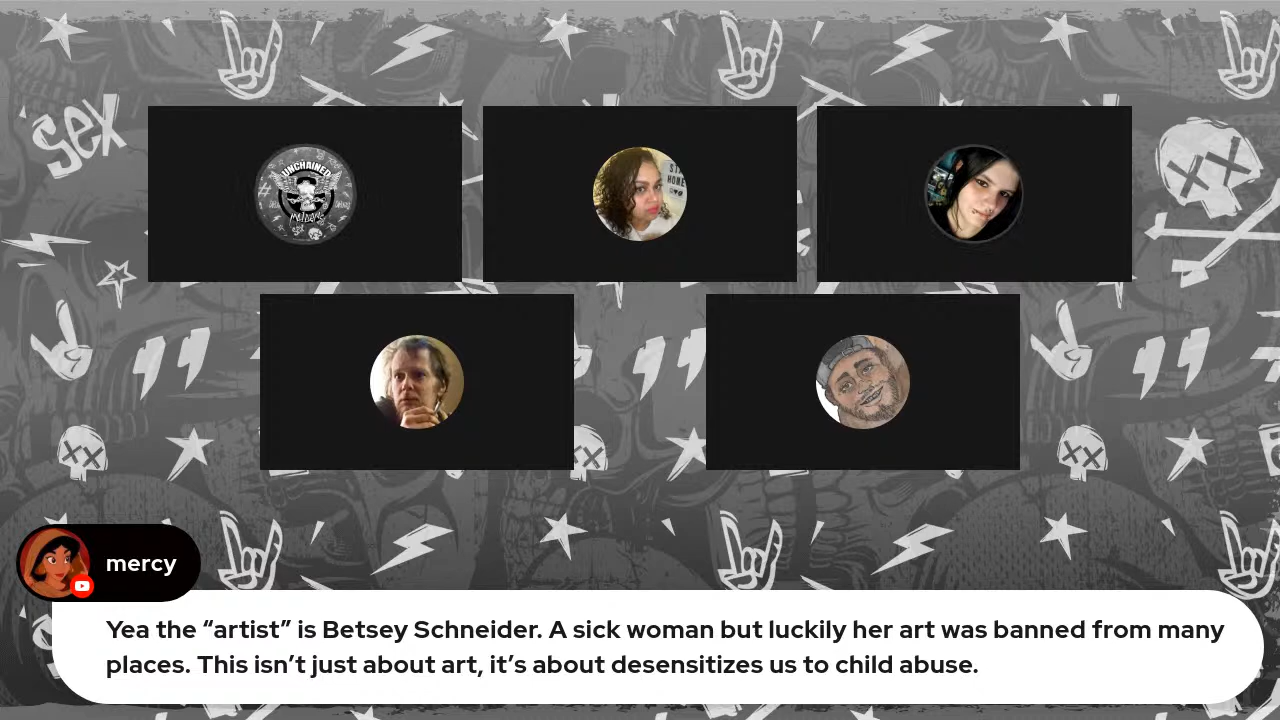 sex
UNCHAINED
mercy
Yea the “artist” is Betsey Schneider. A sick woman but luckily her art was banned from many
places. This isn’t just about art, it’s about desensitizes us to child abuse.